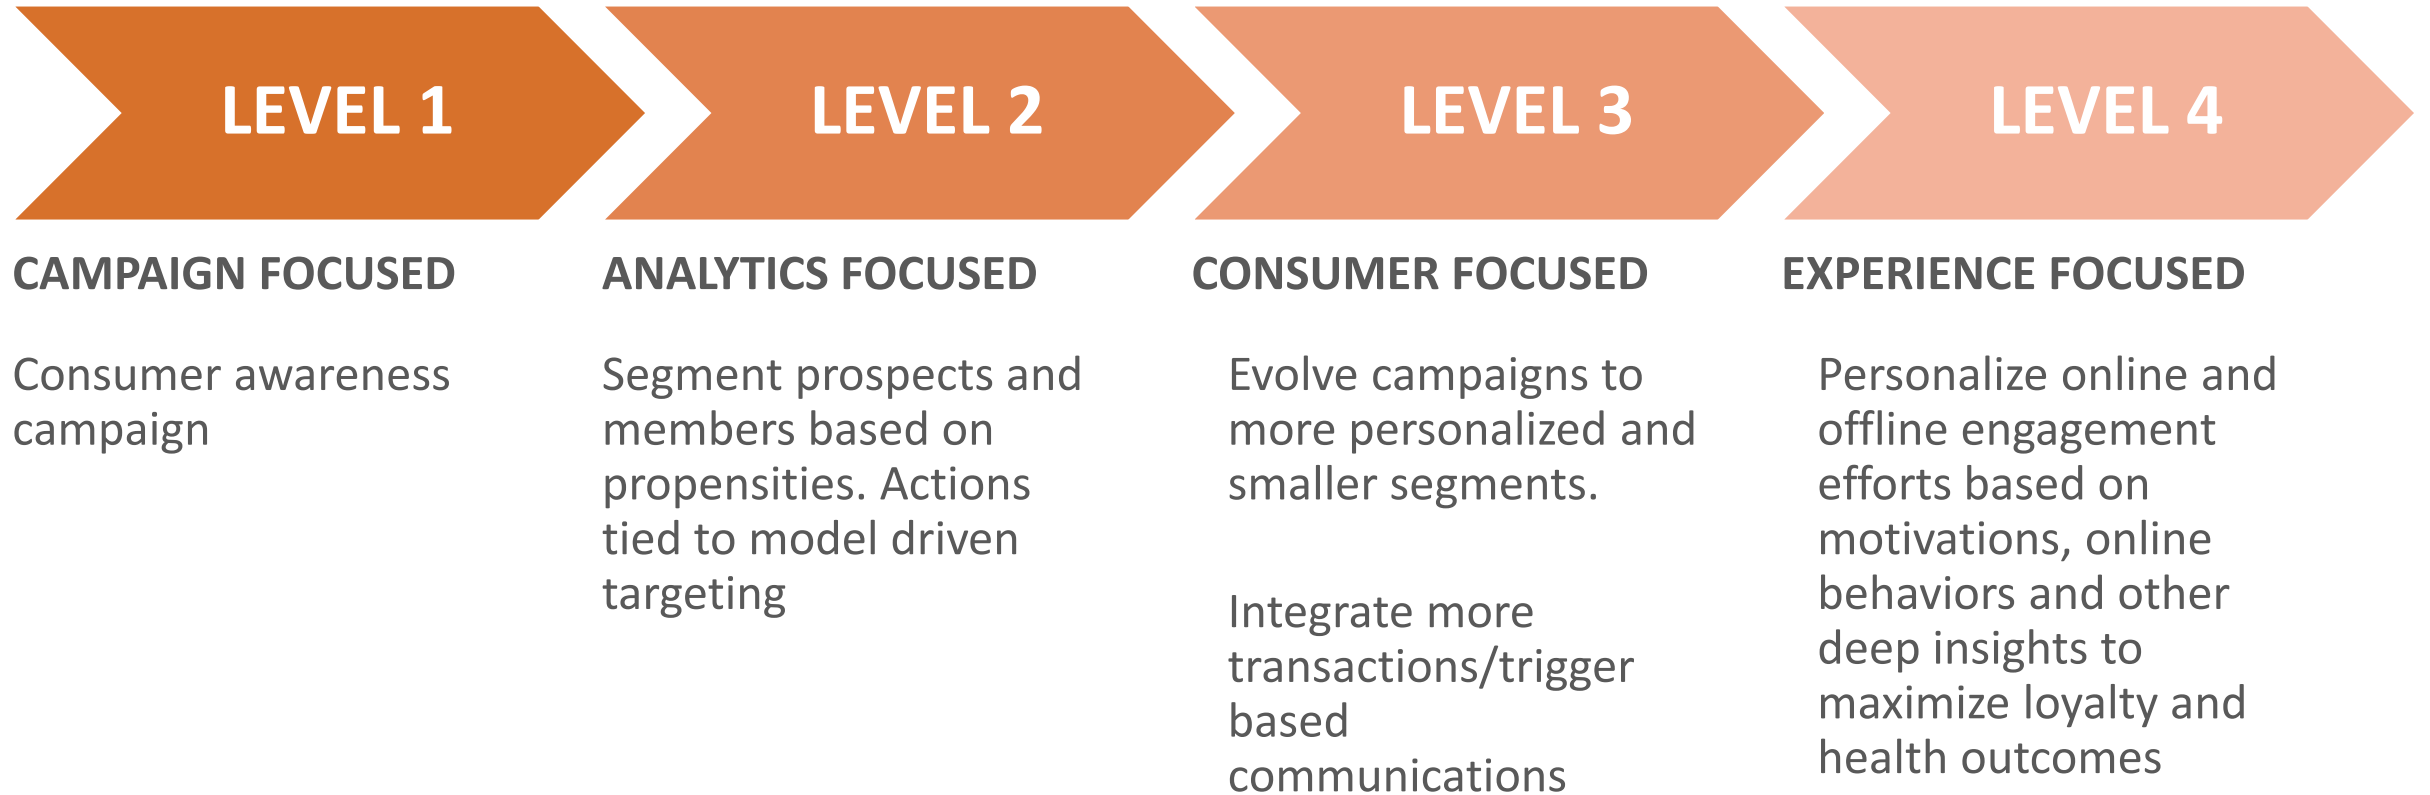 LEVEL 1
LEVEL 2
LEVEL 3
LEVEL 4
CAMPAIGN FOCUSED
Consumer awareness
campaign
ANALYTICS FOCUSED
Segment prospects and
members based on
propensities. Actions
tied to model driven
targeting
CONSUMER FOCUSED
Evolve campaigns to
more personalized and
smaller segments.
Integrate more
transactions/trigger
based
communications
EXPERIENCE FOCUSED
Personalize online and
offline engagement
efforts based on
motivations, online
behaviors and other
deep insights to
maximize loyalty and
health outcomes